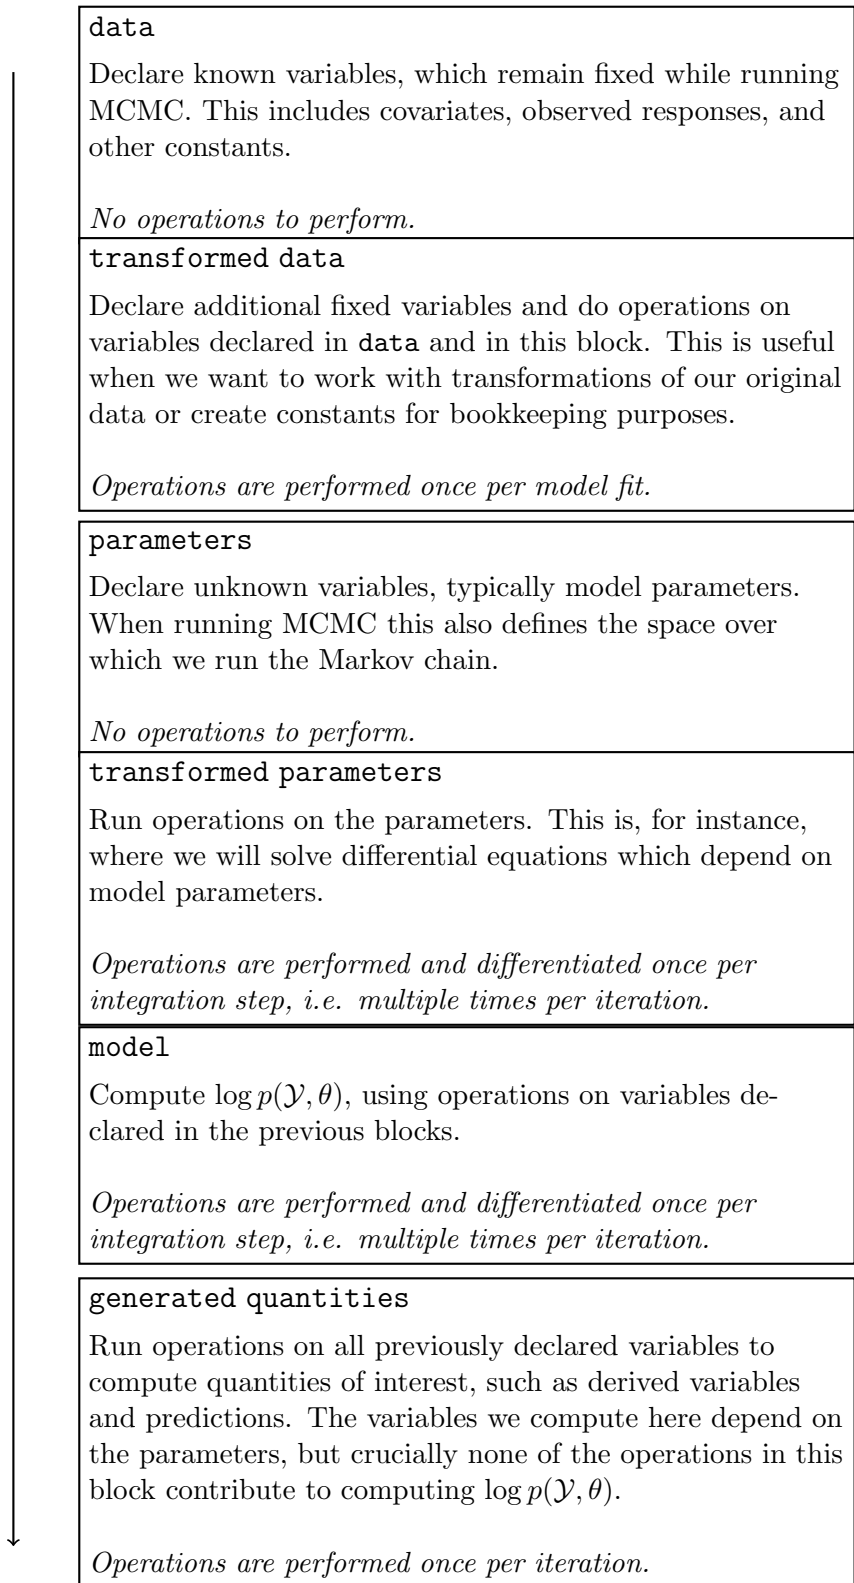 data
Declare known variables, which remain fixed while running
MCMC. This includes covariates, observed responses, and
other constants.
No operations to perform.
transformed data
Declare additional fixed variables and do operations on
variables declared in data and in this block. This is useful
when we want to work with transformations of our original
data or create constants for bookkeeping purposes.
Operations are performed once per model fit.
parameters
Declare unknown variables, typically model parameters.
When running MCMC this also defines the space over
which we run the Markov chain.
No operations to perform.
transformed parameters
Run operations on the parameters. This is, for instance,
where we will solve differential equations which depend on
model parameters.
Operations are performed and differentiated once per
integration step, i.e. multiple times per iteration.
model
Compute log p(𝒴, θ), using operations on variables de-
clared in the previous blocks.
Operations are performed and differentiated once per
integration step, i.e. multiple times per iteration.
generated quantities
Run operations on all previously declared variables to
compute quantities of interest, such as derived variables
and predictions. The variables we compute here depend on
the parameters, but crucially none of the operations in this
block contribute to computing log p(𝒴, θ).
Operations are performed once per iteration.